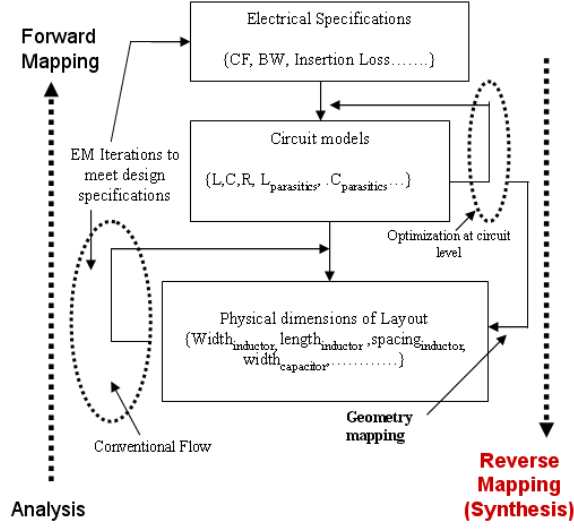 Forward
Mapping
Electrical Specifications
{CF, BW, Insertion Loss…….}
Circuit models
{L,C,R, Lparasitics, .Cparasitics…}
EM Iterations to
meet design
specifications
Optimization at circuit
level
Physical dimensions of Layout
{Widthinductor, lengthinductor ,spacinginductor,
widthcapacitor,…………}
Geometry
mapping
Conventional Flow
Analysis
Reverse
Mapping
(Synthesis)